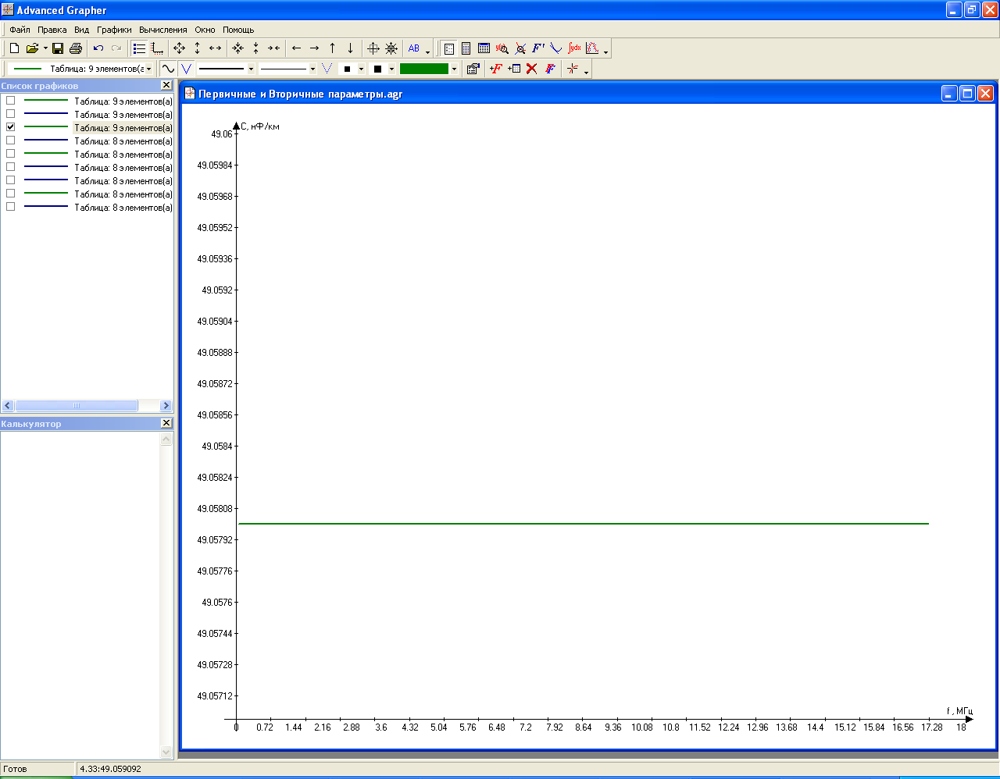 Advanced Grapher
Файл Правка Вид Графики Вычисления Окно Помощь
AB
y(x) F' ∫ydx
Таблица: 9 элементов(а
+F F
Список графиков
Таблица: 9 элементов(а)
Таблица: 9 элементов(а)
Таблица: 9 элементов(а)
Таблица: 8 элементов(а)
Таблица: 8 элементов(а)
Таблица: 8 элементов(а)
Таблица: 8 элементов(а)
Таблица: 8 элементов(а)
Таблица: 8 элементов(а)
Калькулятор
Первичные и Вторичные параметры.agr
C, нФ/км
49.06
49.05984
49.05968
49.05952
49.05936
49.0592
49.05904
49.05888
49.05872
49.05856
49.0584
49.05824
49.05808
49.05792
49.05776
49.0576
49.05744
49.05728
49.05712
f , МГц
0 0.72 1.44 2.16 2.88 3.6 4.32 5.04 5.76 6.48 7.2 7.92 8.64 9.36 10.08 10.8 11.52 12.24 12.96 13.68 14.4 15.12 15.84 16.56 17.28 18
Готов 4.33:49.059092